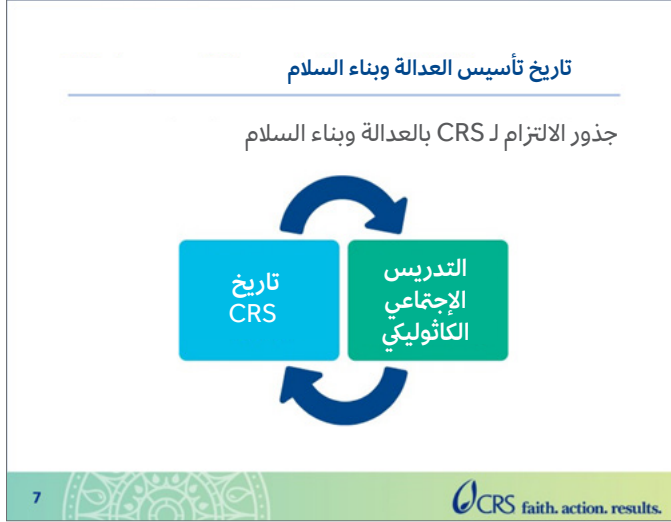 تاريخ تأسيس العدالة وبناء السلام
جذور الالتزام لـ CRS بالعدالة وبناء السلام
التدريس
الإجتماعي
الكاثوليكي
تاريخ
CRS
7
CRS faith. action. results.